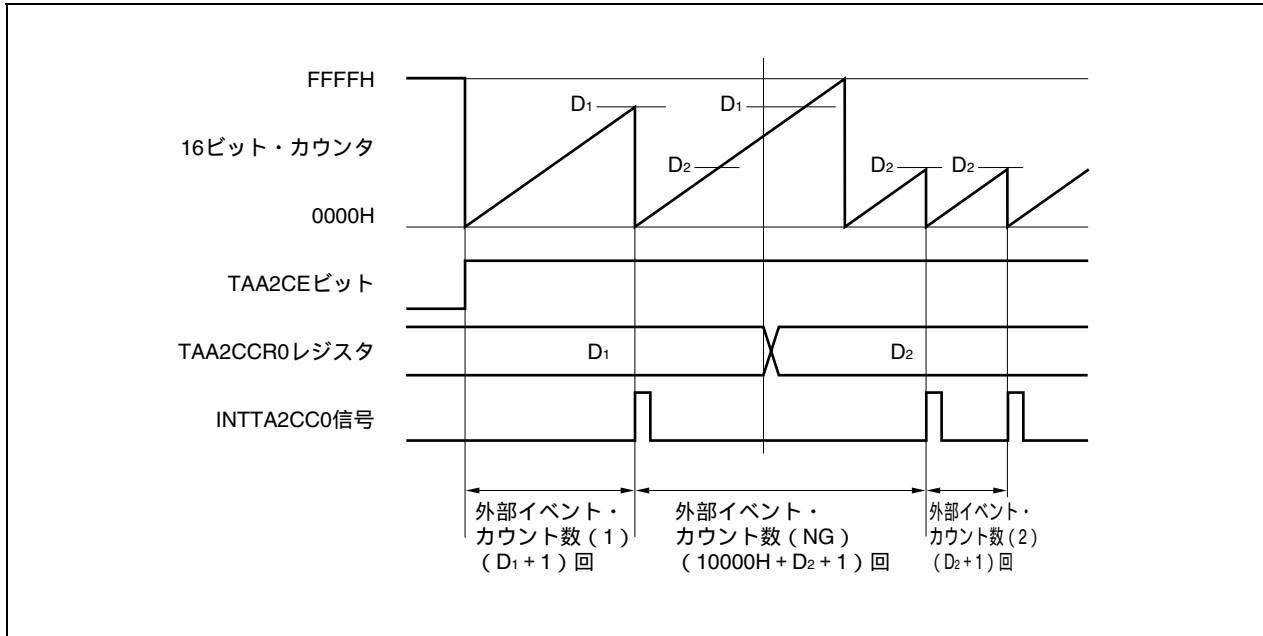 FFFFH
16ビット・カウンタ
0000H
D1
D1
D2
D2
D2
TAA2CEビット
TAA2CCR0レジスタ
D1
D2
INTTA2CC0信号
外部イベント・
カウント数（1）
（D1＋1）回
外部イベント・
カウント数（NG）
（10000H＋D2＋1）回
外部イベント・
カウント数(2)
（D2+1）回